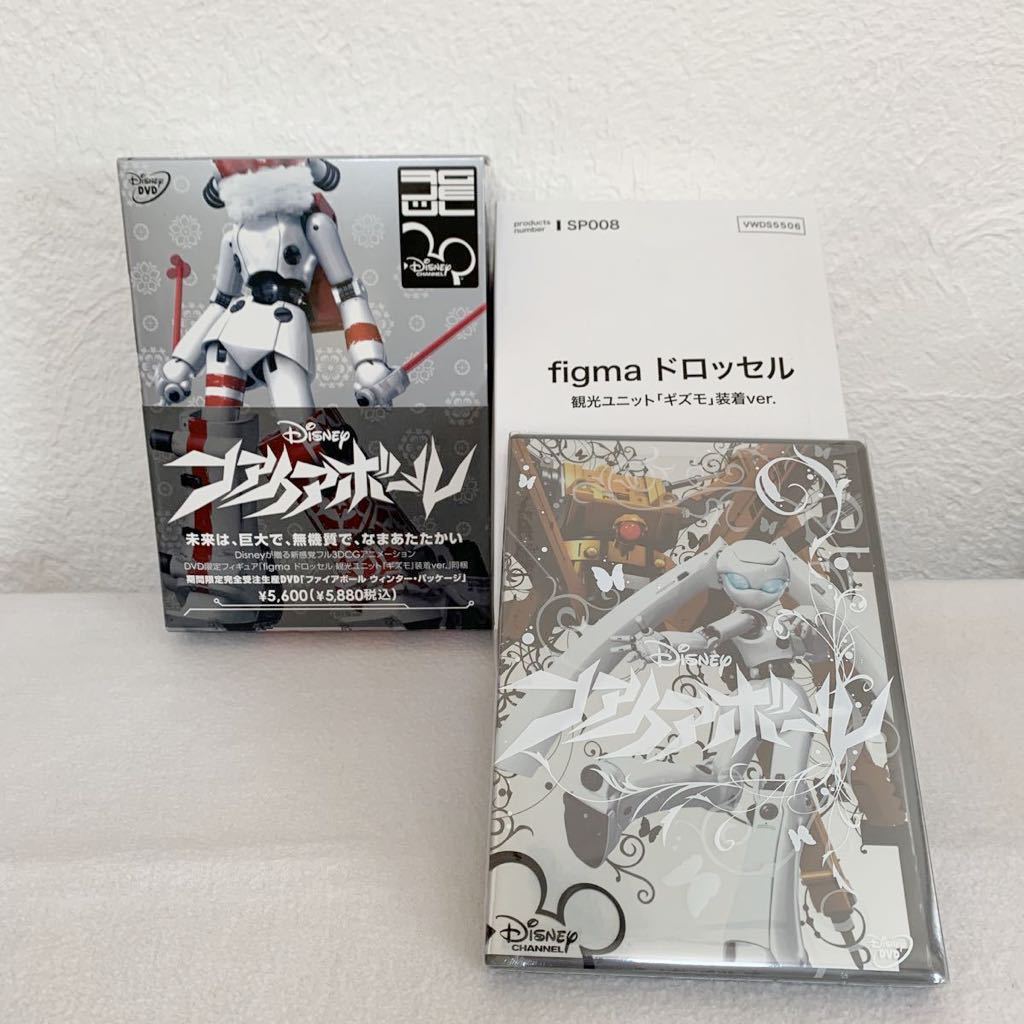 Disney
DVD
Disney
CHANNEL
Disney
ファイアボール
未来は、巨大で、無機質で、なまあたたかい
Disneyが贈る新感覚フル3DCGアニメーション
DVD限定フィギュア「figma ドロッセル 観光ユニット「ギズモ」装着ver.」同梱
期間限定完全受注生産DVD「ファイアボール ウィンター・パッケージ」
¥5,600(¥5,880税込)
products
number
SP008
VWDS5506
figma ドロッセル
観光ユニット「ギズモ」装着ver.
Disney
ファイアボール
Disney
CHANNEL
Disney
DVD